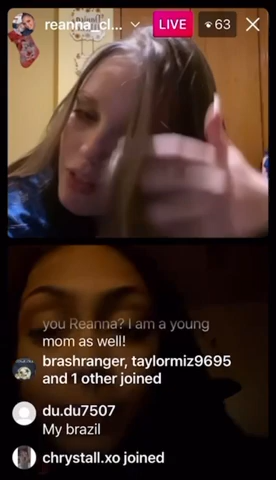 reanna_cl...
LIVE
63
you Reanna? I am a young
mom as well!
brashranger, taylormiz9695
and 1 other joined
du.du7507
My brazil
chrystall.xo joined